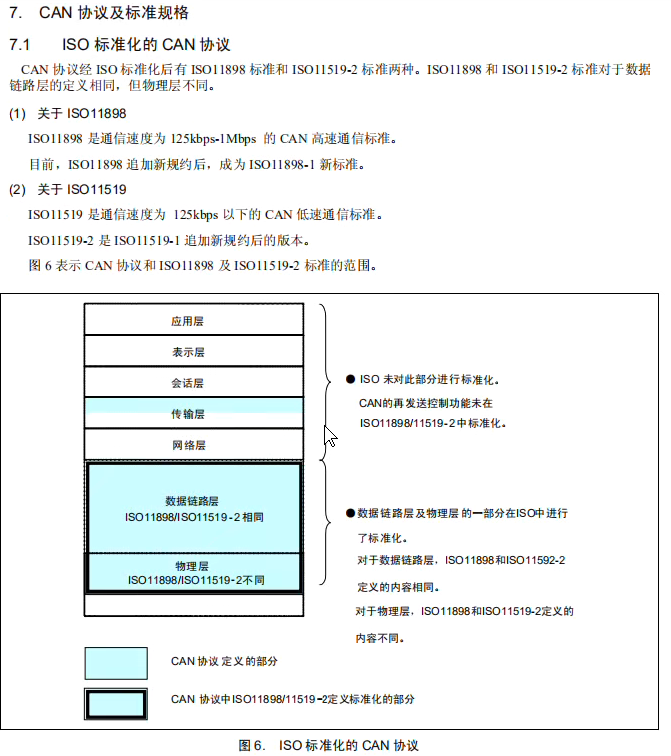 7. CAN 协议及标准规格
7.1 ISO 标准化的 CAN 协议
CAN 协议经 ISO 标准化后有 ISO11898 标准和 ISO11519-2 标准两种。ISO11898 和 ISO11519-2 标准对于数据
链路层的定义相同，但物理层不同。
(1) 关于 ISO11898
ISO11898 是通信速度为 125kbps-1Mbps 的 CAN 高速通信标准。
目前，ISO11898 追加新规约后，成为 ISO11898-1 新标准。
(2) 关于 ISO11519
ISO11519 是通信速度为 125kbps 以下的 CAN 低速通信标准。
ISO11519-2 是 ISO11519-1 追加新规约后的版本。
图 6 表示 CAN 协议和 ISO11898 及 ISO11519-2 标准的范围。
应用层
表示层
会话层
传输层
网络层
数据链路层
ISO11898/ISO11519-2 相同
物理层
ISO11898/ISO11519-2不同
● ISO 未对此部分进行标准化。
CAN的再发送控制功能未在
ISO11898/11519-2中标准化。
●数据链路层及物理层的一部分在ISO中进行
了标准化。
对于数据链路层，ISO11898和ISO11592-2
定义的内容相同。
对于物理层，ISO11898和ISO11519-2定义的
内容不同。
CAN 协议 定义的部分
CAN 协议中ISO11898/11519-2定义标准化的部分
图 6. ISO 标准化的 CAN 协议